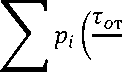 ∑ p_i (τ_от